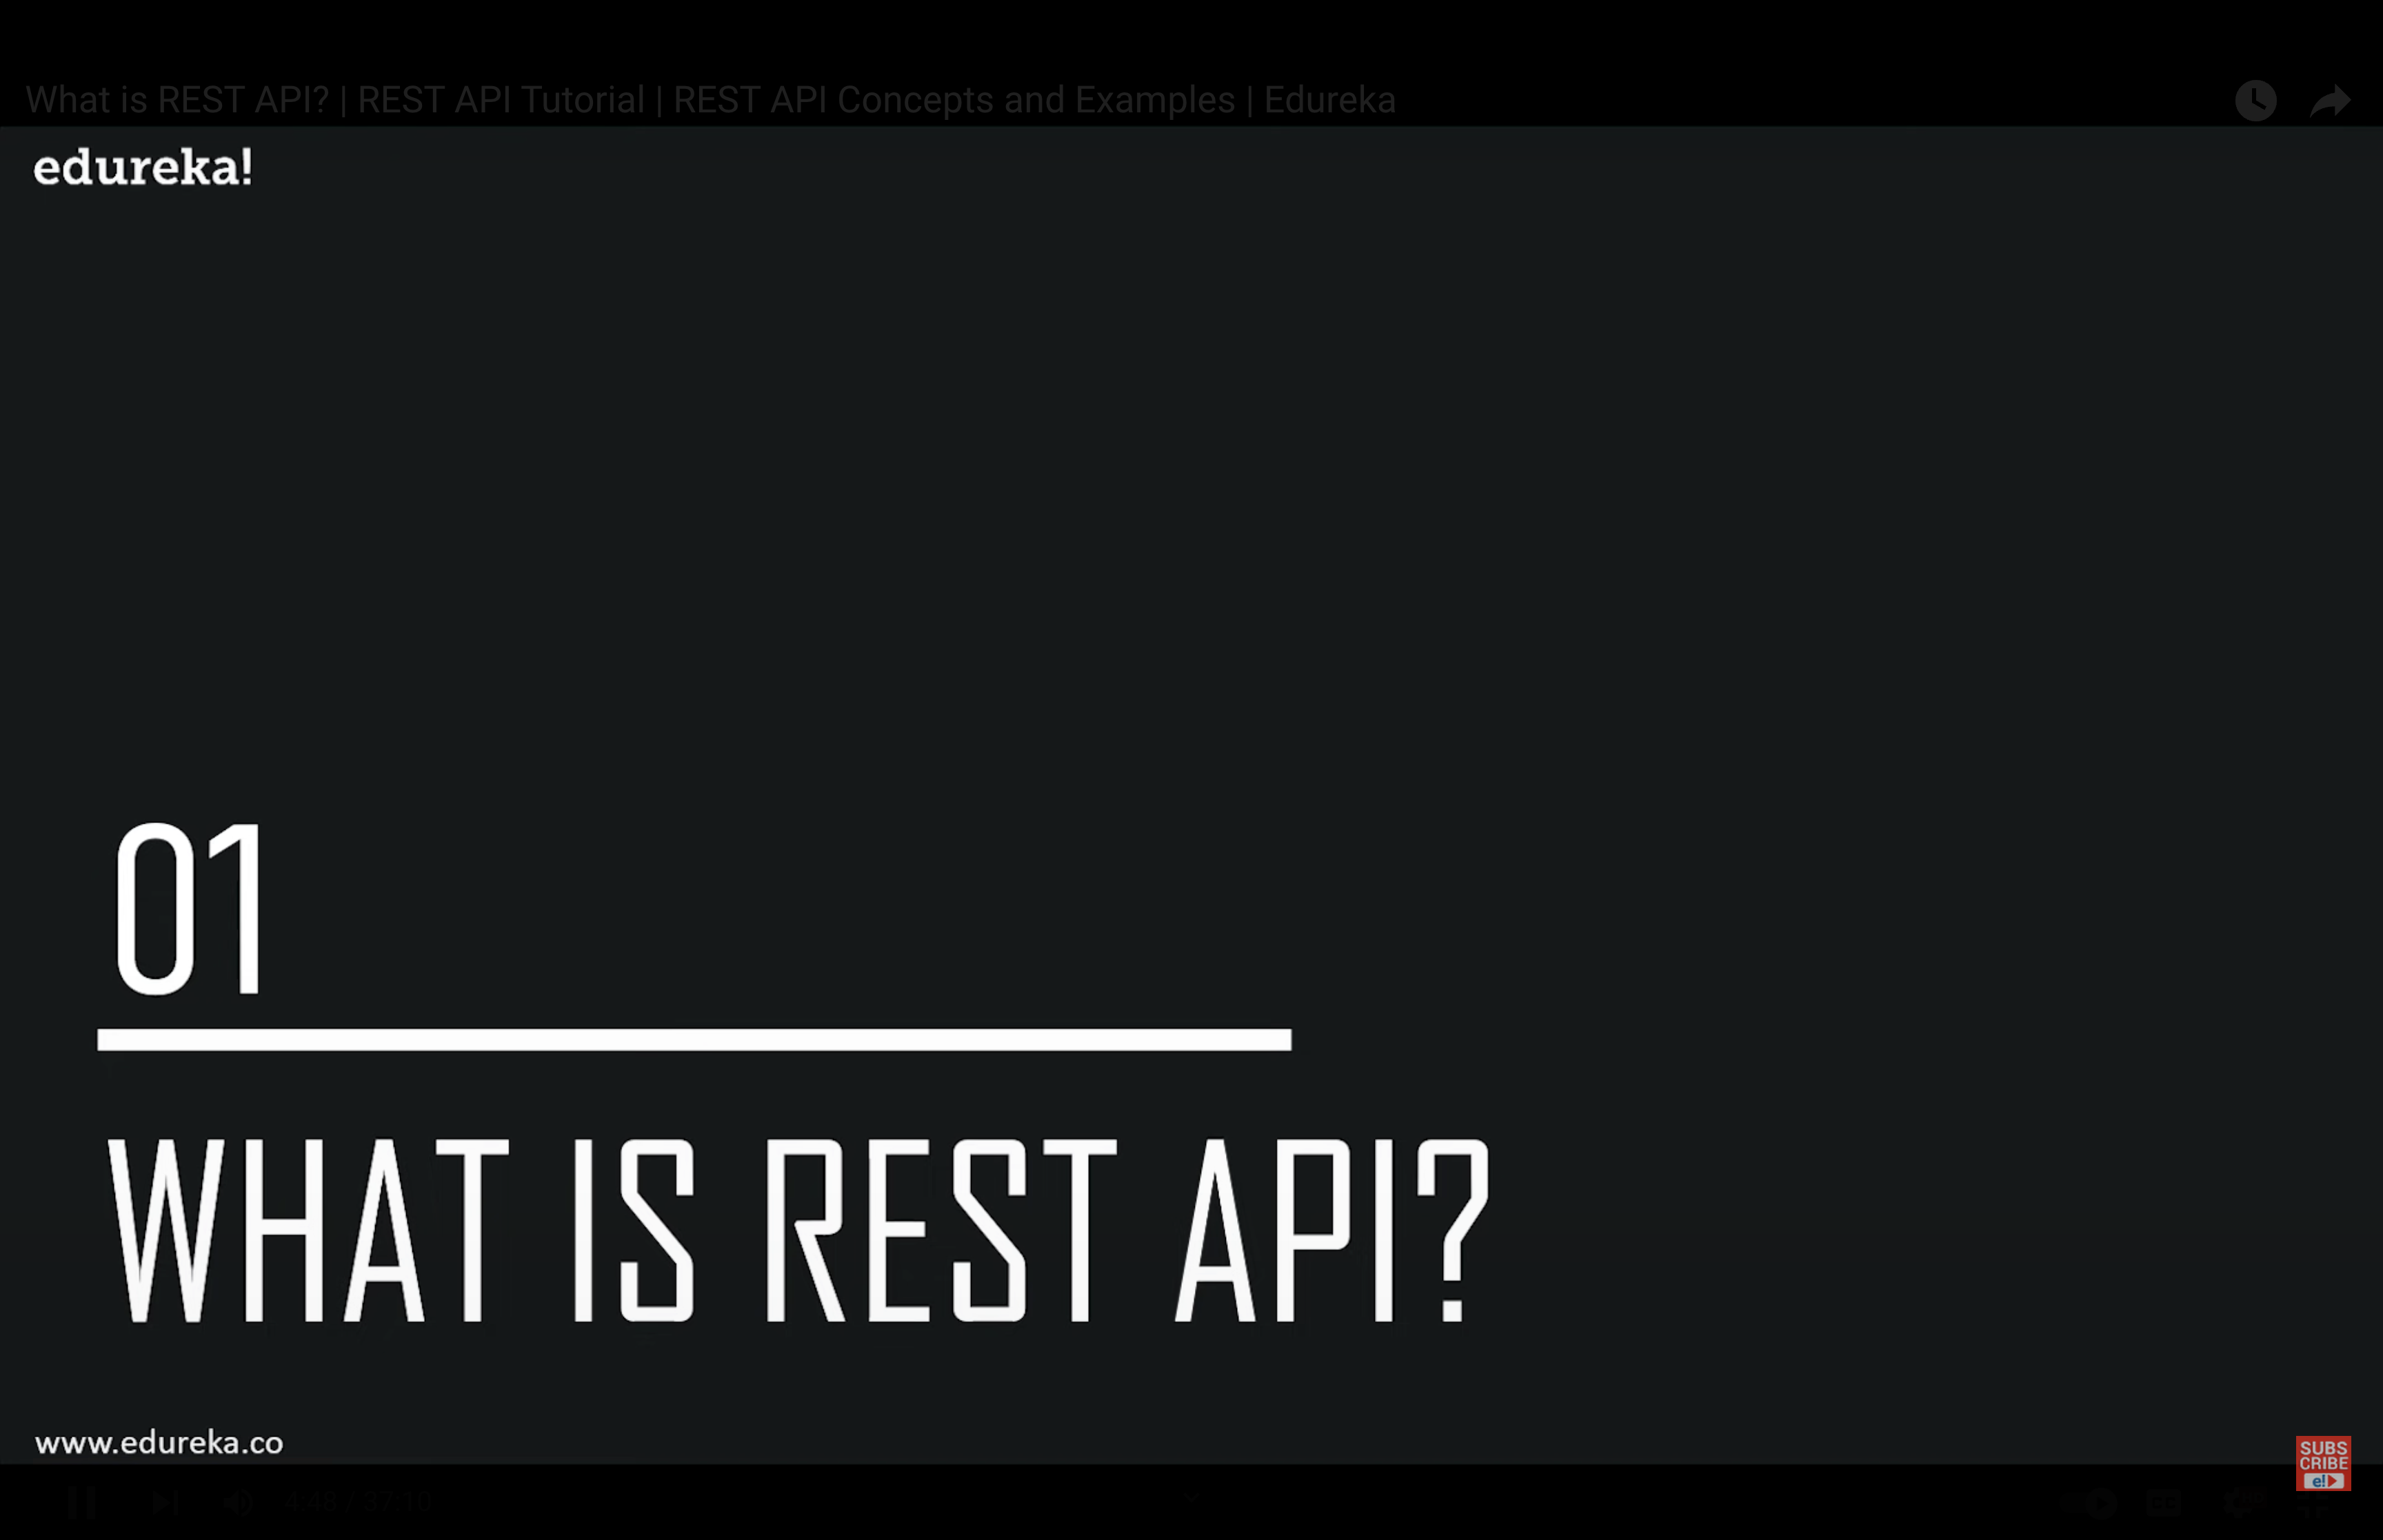 What is REST API? | REST API Tutorial | REST API Concepts and Examples | Edureka
edureka!
01
WHAT IS REST API?
www.edureka.co
SUBS
CRIBE
e!
4:48 / 37:10